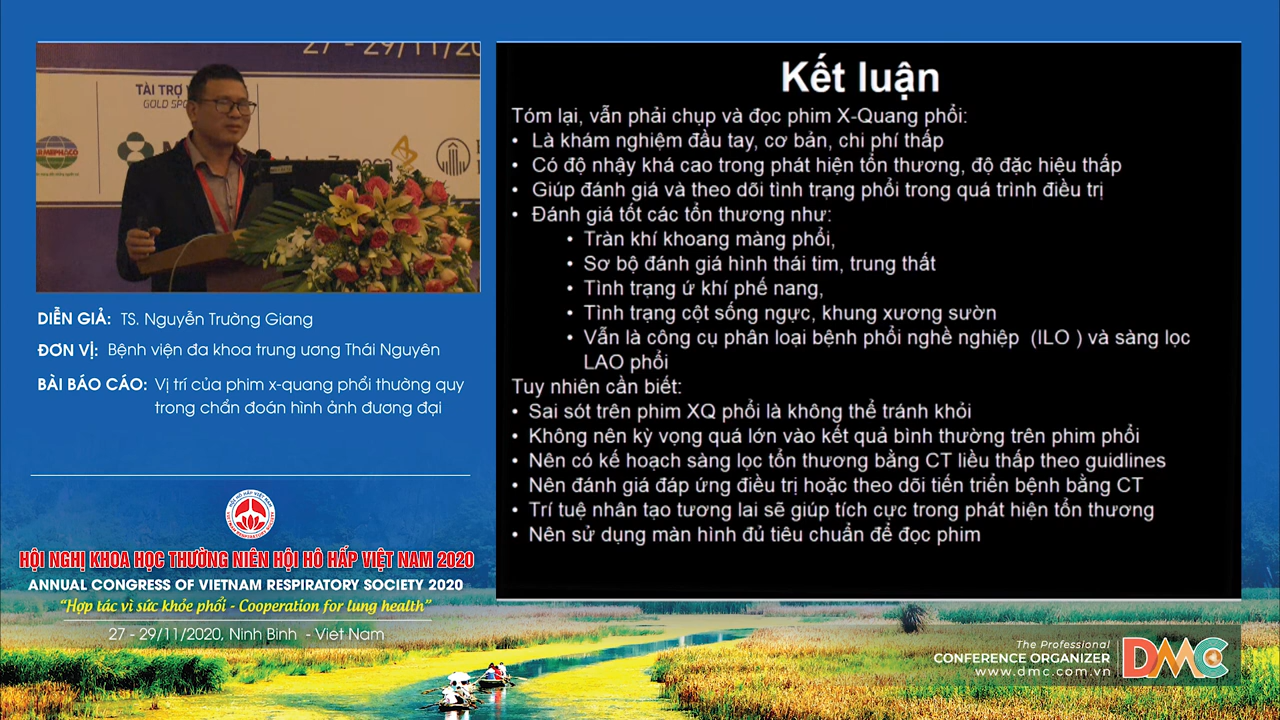 27 - 29/11/2020
TÀI TRỢ
GOLD SPO
DIỄN GIẢ: TS. Nguyễn Trường Giang
ĐƠN VỊ: Bệnh viện đa khoa trung ương Thái Nguyên
BÀI BÁO CÁO: Vị trí của phim x-quang phổi thường quy
trong chẩn đoán hình ảnh đương đại
HỘI NGHỊ KHOA HỌC THƯỜNG NIÊN HỘI HÔ HẤP VIỆT NAM 2020
ANNUAL CONGRESS OF VIETNAM RESPIRATORY SOCIETY 2020
“Hợp tác vì sức khỏe phổi - Cooperation for lung health”
27 - 29/11/2020, Ninh Binh - Viet Nam
Kết luận
Tóm lại, vẫn phải chụp và đọc phim X-Quang phổi:
• Là khám nghiệm đầu tay, cơ bản, chi phí thấp
• Có độ nhậy khá cao trong phát hiện tổn thương, độ đặc hiệu thấp
• Giúp đánh giá và theo dõi tình trạng phổi trong quá trình điều trị
• Đánh giá tốt các tổn thương như:
• Tràn khí khoang màng phổi,
• Sơ bộ đánh giá hình thái tim, trung thất
• Tình trạng ứ khí phế nang,
• Tình trạng cột sống ngực, khung xương sườn
• Vẫn là công cụ phân loại bệnh phổi nghề nghiệp (ILO ) và sàng lọc
LAO phổi
Tuy nhiên cần biết:
• Sai sót trên phim XQ phổi là không thể tránh khỏi
• Không nên kỳ vọng quá lớn vào kết quả bình thường trên phim phổi
• Nên có kế hoạch sàng lọc tổn thương bằng CT liều thấp theo guidlines
• Nên đánh giá đáp ứng điều trị hoặc theo dõi tiến triển bệnh bằng CT
• Trí tuệ nhân tạo tương lai sẽ giúp tích cực trong phát hiện tổn thương
• Nên sử dụng màn hình đủ tiêu chuẩn để đọc phim
The Professional
CONFERENCE ORGANIZER
www.dmc.com.vn
DMC